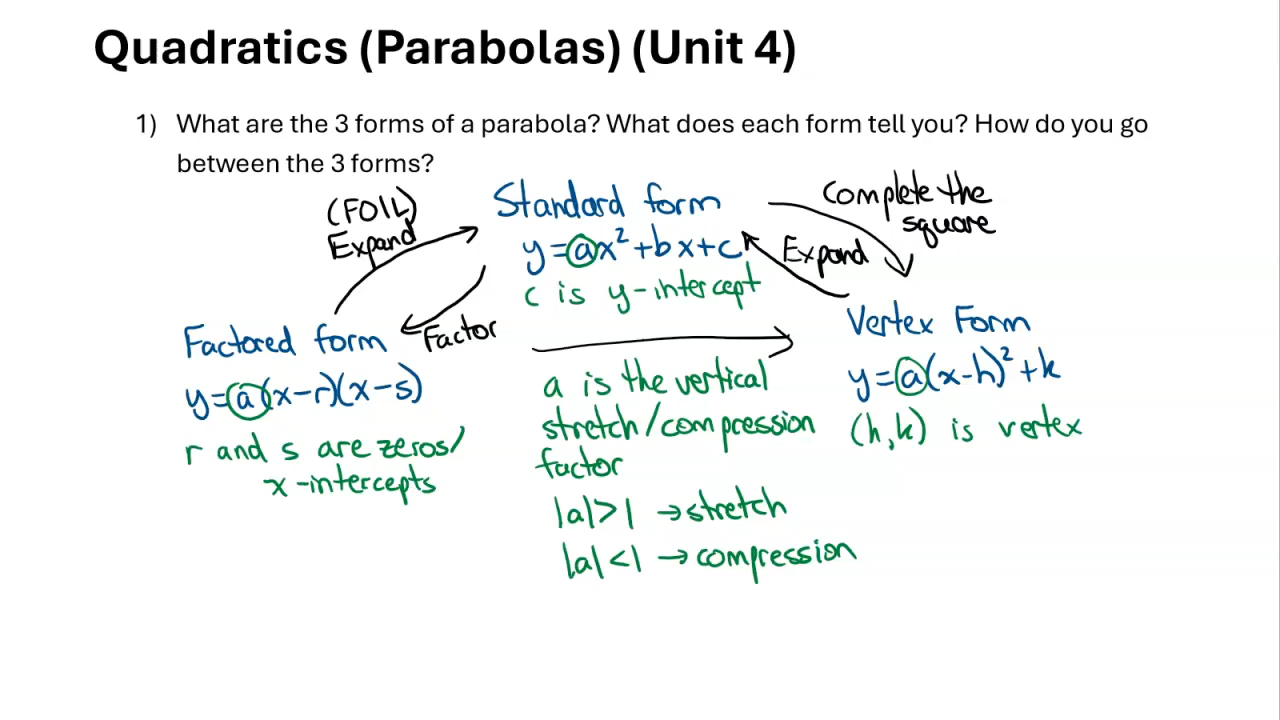 Quadratics (Parabolas) (Unit 4)
1) What are the 3 forms of a parabola? What does each form tell you? How do you go
between the 3 forms?
(FOIL)
Expand
Standard form
y=ax²+bx+c
c is y-intercept
Complete the
square
Expand
Factored form
y=a(x-r)(x-s)
r and s are zeros/
x-intercepts
Factor
a is the vertical
stretch/compression
factor
|a|>1 →stretch
|a|<1 →compression
Vertex Form
y=a(x-h)²+k
(h,k) is vertex